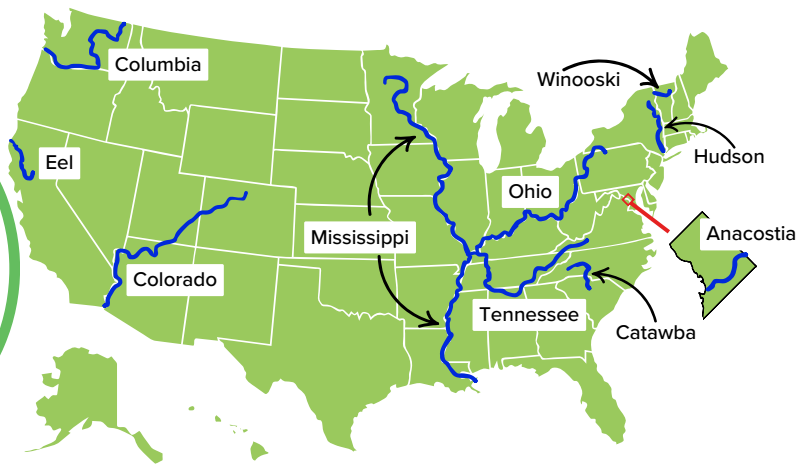 Columbia
Winooski
Eel
Hudson
Ohio
Mississippi
Anacostia
Colorado
Tennessee
Catawba